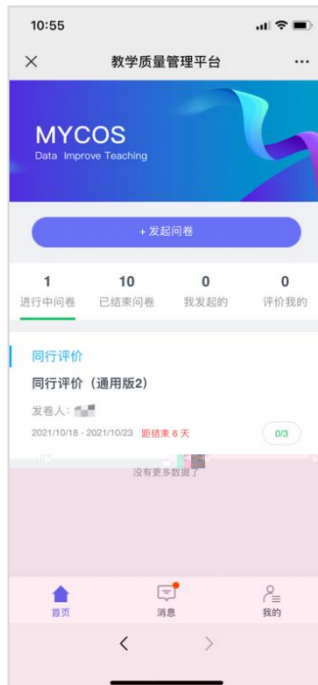 10:55
教学质量管理平台
MYCOS
Data Improve Teaching
+ 发起问卷
1 10 0 0
进行中问卷 已结束问卷 我发起的 评价我的
同行评价
同行评价（通用版2）
发卷人：
2021/10/18 - 2021/10/23 距结束 6 天 0/3
没有更多数据了
首页 消息 我的